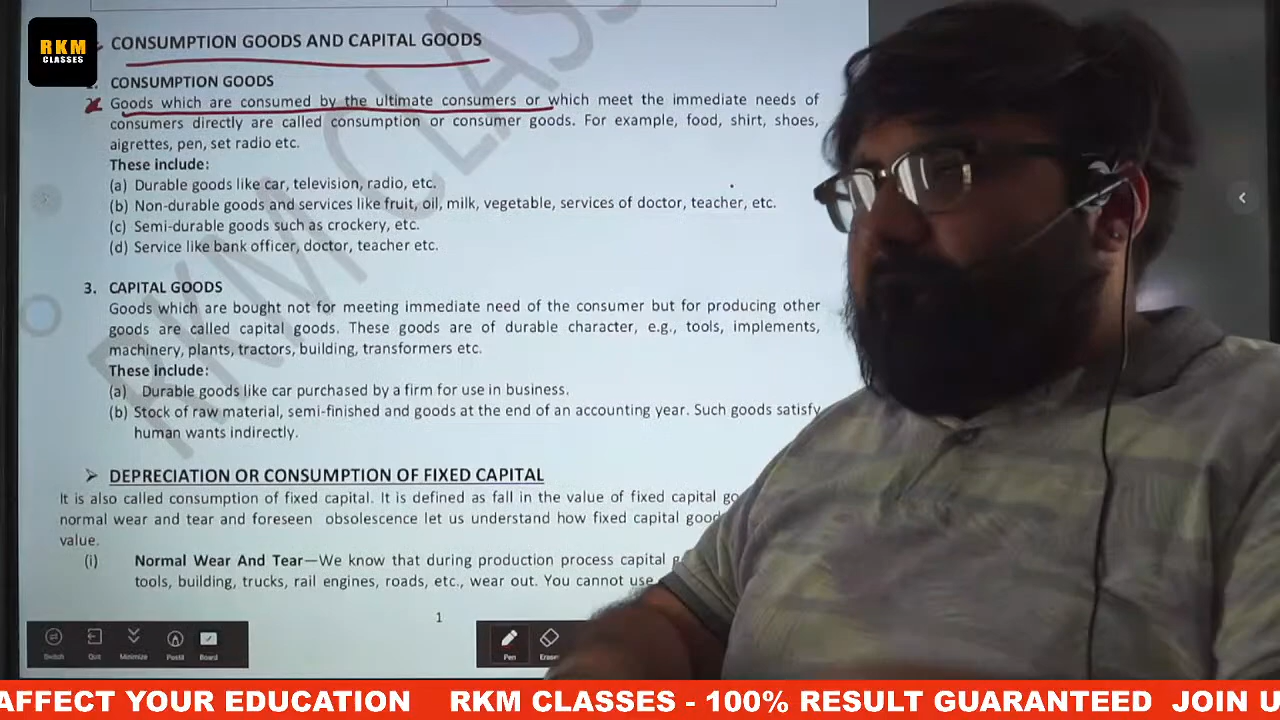 RKM
CLASSES
CONSUMPTION GOODS AND CAPITAL GOODS
CONSUMPTION GOODS
Goods which are consumed by the ultimate consumers or which meet the immediate needs of
consumers directly are called consumption or consumer goods. For example, food, shirt, shoes,
aigrettes, pen, set radio etc.
These include:
(a) Durable goods like car, television, radio, etc.
(b) Non-durable goods and services like fruit, oil, milk, vegetable, services of doctor, teacher, etc.
(c) Semi-durable goods such as crockery, etc.
(d) Service like bank officer, doctor, teacher etc.
3. CAPITAL GOODS
Goods which are bought not for meeting immediate need of the consumer but for producing other
goods are called capital goods. These goods are of durable character, e.g., tools, implements,
machinery, plants, tractors, building, transformers etc.
These include:
(a) Durable goods like car purchased by a firm for use in business.
(b) Stock of raw material, semi-finished and goods at the end of an accounting year. Such goods satisfy
human wants indirectly.
➢ DEPRECIATION OR CONSUMPTION OF FIXED CAPITAL
It is also called consumption of fixed capital. It is defined as fall in the value of fixed capital
normal wear and tear and foreseen obsolescence let us understand how fixed capital
value.
(i) Normal Wear And Tear—We know that during production process capital
tools, building, trucks, rail engines, roads, etc., wear out. You cannot use
1
Switch Quit Minimize Board
Pen
RKM CLASS
AFFECT YOUR EDUCATION RKM CLASSES - 100% RESULT GUARANTEED JOIN U